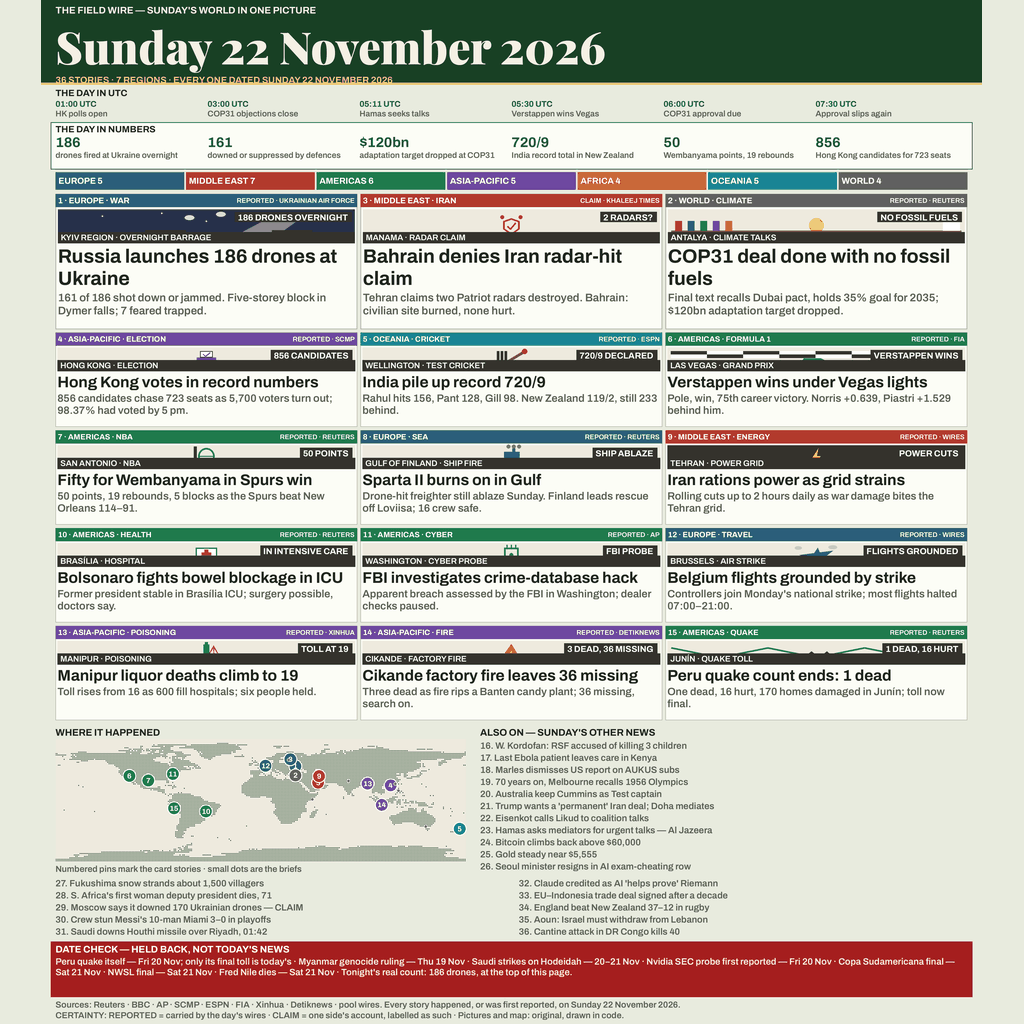 THE FIELD WIRE — SUNDAY'S WORLD IN ONE PICTURE
Sunday 22 November 2026
36 STORIES · 7 REGIONS · EVERY ONE DATED SUNDAY 22 NOVEMBER 2026
THE DAY IN UTC
01:00 UTC
HK polls open
03:00 UTC
COP31 objections close
05:11 UTC
Hamas seeks talks
05:30 UTC
Verstappen wins Vegas
06:00 UTC
COP31 approval due
07:30 UTC
Approval slips again
THE DAY IN NUMBERS
186
drones fired at Ukraine overnight
161
downed or suppressed by defences
$120bn
adaptation target dropped at COP31
720/9
India record total in New Zealand
50
Wembanyama points, 19 rebounds
856
Hong Kong candidates for 723 seats
EUROPE 5
MIDDLE EAST 7
AMERICAS 6
ASIA-PACIFIC 5
AFRICA 4
OCEANIA 5
WORLD 4
1 · EUROPE · WAR
REPORTED · UKRAINIAN AIR FORCE
186 DRONES OVERNIGHT
KYIV REGION · OVERNIGHT BARRAGE
Russia launches 186 drones at
Ukraine
161 of 186 shot down or jammed. Five-storey block in
Dymer falls; 7 feared trapped.
3 · MIDDLE EAST · IRAN
CLAIM · KHALEEJ TIMES
2 RADARS?
MANAMA · RADAR CLAIM
Bahrain denies Iran radar-hit
claim
Tehran claims two Patriot radars destroyed. Bahrain:
civilian site burned, none hurt.
2 · WORLD · CLIMATE
REPORTED · REUTERS
NO FOSSIL FUELS
ANTALYA · CLIMATE TALKS
COP31 deal done with no fossil
fuels
Final text recalls Dubai pact, holds 35% goal for 2035;
$120bn adaptation target dropped.
4 · ASIA-PACIFIC · ELECTION
REPORTED · SCMP
856 CANDIDATES
HONG KONG · ELECTION
Hong Kong votes in record numbers
856 candidates chase 723 seats as 5,700 voters turn out;
98.37% had voted by 5 pm.
5 · OCEANIA · CRICKET
REPORTED · ESPN
720/9 DECLARED
WELLINGTON · TEST CRICKET
India pile up record 720/9
Rahul hits 156, Pant 128, Gill 98. New Zealand 119/2, still 233
behind.
6 · AMERICAS · FORMULA 1
REPORTED · FIA
VERSTAPPEN WINS
LAS VEGAS · GRAND PRIX
Verstappen wins under Vegas lights
Pole, win, 75th career victory. Norris +0.639, Piastri +1.529
behind him.
7 · AMERICAS · NBA
REPORTED · REUTERS
50 POINTS
SAN ANTONIO · NBA
Fifty for Wembanyama in Spurs win
50 points, 19 rebounds, 5 blocks as the Spurs beat New
Orleans 114–91.
8 · EUROPE · SEA
REPORTED · REUTERS
SHIP ABLAZE
GULF OF FINLAND · SHIP FIRE
Sparta II burns on in Gulf
Drone-hit freighter still ablaze Sunday. Finland leads rescue
off Loviisa; 16 crew safe.
9 · MIDDLE EAST · ENERGY
REPORTED · WIRES
POWER CUTS
TEHRAN · POWER GRID
Iran rations power as grid strains
Rolling cuts up to 2 hours daily as war damage bites the
Tehran grid.
10 · AMERICAS · HEALTH
REPORTED · REUTERS
IN INTENSIVE CARE
BRASÍLIA · HOSPITAL
Bolsonaro fights bowel blockage in ICU
Former president stable in Brasília ICU; surgery possible,
doctors say.
11 · AMERICAS · CYBER
REPORTED · AP
FBI PROBE
WASHINGTON · CYBER PROBE
FBI investigates crime-database hack
Apparent breach assessed by the FBI in Washington; dealer
checks paused.
12 · EUROPE · TRAVEL
REPORTED · WIRES
FLIGHTS GROUNDED
BRUSSELS · AIR STRIKE
Belgium flights grounded by strike
Controllers join Monday's national strike; most flights halted
07:00–21:00.
13 · ASIA-PACIFIC · POISONING
REPORTED · XINHUA
TOLL AT 19
MANIPUR · POISONING
Manipur liquor deaths climb to 19
Toll rises from 16 as 600 fill hospitals; six people held.
14 · ASIA-PACIFIC · FIRE
REPORTED · DETIKNEWS
3 DEAD, 36 MISSING
CIKANDE · FACTORY FIRE
Cikande factory fire leaves 36 missing
Three dead as fire rips a Banten candy plant; 36 missing,
search on.
15 · AMERICAS · QUAKE
REPORTED · REUTERS
1 DEAD, 16 HURT
JUNÍN · QUAKE TOLL
Peru quake count ends: 1 dead
One dead, 16 hurt, 170 homes damaged in Junín; toll now
final.
WHERE IT HAPPENED
6
7
11
15
10
12
3
2
9
13
4
14
5
Numbered pins mark the card stories · small dots are the briefs
ALSO ON — SUNDAY'S OTHER NEWS
16. W. Kordofan: RSF accused of killing 3 children
17. Last Ebola patient leaves care in Kenya
18. Marles dismisses US report on AUKUS subs
19. 70 years on, Melbourne recalls 1956 Olympics
20. Australia keep Cummins as Test captain
21. Trump wants a 'permanent' Iran deal; Doha mediates
22. Eisenkot calls Likud to coalition talks
23. Hamas asks mediators for urgent talks — Al Jazeera
24. Bitcoin climbs back above $60,000
25. Gold steady near $5,555
26. Seoul minister resigns in AI exam-cheating row
27. Fukushima snow strands about 1,500 villagers
28. S. Africa's first woman deputy president dies, 71
29. Moscow says it downed 170 Ukrainian drones — CLAIM
30. Crew stun Messi's 10-man Miami 3–0 in playoffs
31. Saudi downs Houthi missile over Riyadh, 01:42
32. Claude credited as AI 'helps prove' Riemann
33. EU–Indonesia trade deal signed after a decade
34. England beat New Zealand 37–12 in rugby
35. Aoun: Israel must withdraw from Lebanon
36. Cantine attack in DR Congo kills 40
DATE CHECK — HELD BACK, NOT TODAY'S NEWS
Peru quake itself — Fri 20 Nov; only its final toll is today's · Myanmar genocide ruling — Thu 19 Nov · Saudi strikes on Hodeidah — 20–21 Nov · Nvidia SEC probe first reported — Fri 20 Nov · Copa Sudamericana final —
Sat 21 Nov · NWSL final — Sat 21 Nov · Fred Nile dies — Sat 21 Nov · Tonight's real count: 186 drones, at the top of this page.
Sources: Reuters · BBC · AP · SCMP · ESPN · FIA · Xinhua · Detiknews · pool wires. Every story happened, or was first reported, on Sunday 22 November 2026.
CERTAINTY: REPORTED = carried by the day's wires · CLAIM = one side's account, labelled as such · Pictures and map: original, drawn in code.